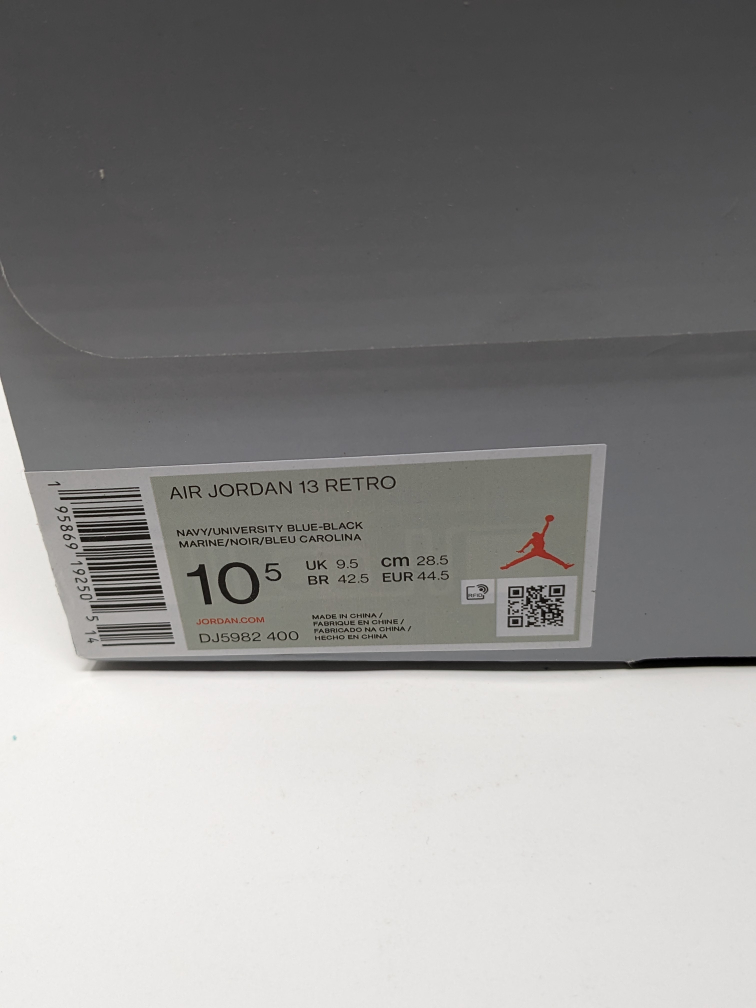 AIR JORDAN 13 RETRO
NAVY/UNIVERSITY BLUE-BLACK
MARINE/NOIR/BLEU CAROLINA
10⁵
UK 9.5 cm 28.5
BR 42.5 EUR 44.5
JORDAN.COM
DJ5982 400
MADE IN CHINA /
FABRIQUE EN CHINE /
FABRICADO NA CHINA /
HECHO EN CHINA
RFID
1 95869 19250 5 14